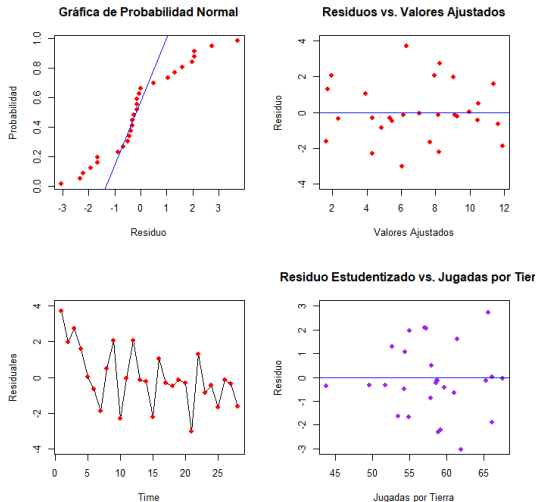 Gráfica de Probabilidad Normal
Probabilidad
0.0 0.2 0.4 0.6 0.8 1.0
-3 -2 -1 0 1 2 3
Residuo
Residuos vs. Valores Ajustados
Residuo
-4 -2 0 2 4
2 4 6 8 10 12
Valores Ajustados
Residuales
-4 -2 0 2 4
0 5 10 15 20 25
Time
Residuo Estudentizado vs. Jugadas por Tier
Residuo
-3 -2 -1 0 1 2 3
45 50 55 60 65
Jugadas por Tierra